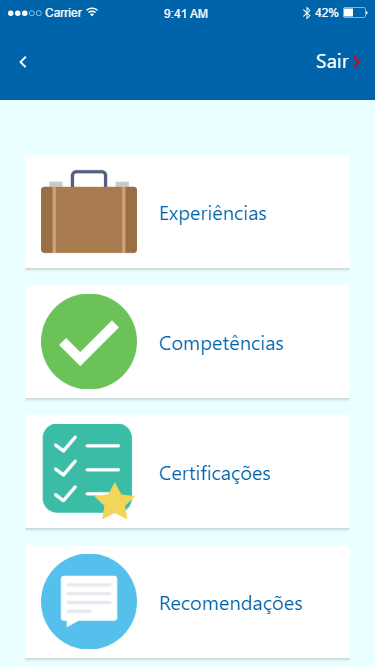 Carrier
9:41 AM
42%
Sair
Experiências
Competências
Certificações
Recomendações